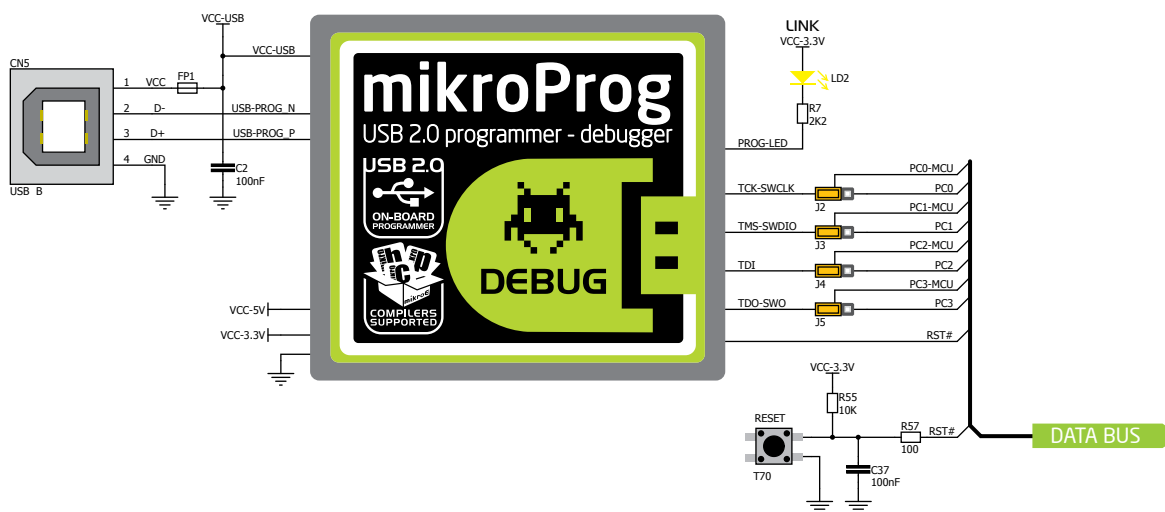 VCC-USB
CN5
1 VCC FP1
2 D- USB-PROG_N
3 D+ USB-PROG_P
4 GND
USB B
C2
100nF
VCC-USB
VCC-5V
VCC-3.3V
mikroProg
USB 2.0 programmer - debugger
USB 2.0
ON-BOARD
PROGRAMMER
COMPILERS
SUPPORTED
mikroE
DEBUG
LINK
VCC-3.3V
LD2
R7
2K2
PROG-LED
PC0-MCU
TCK-SWCLK J2 PC0
PC1-MCU
TMS-SWDIO J3 PC1
PC2-MCU
TDI J4 PC2
PC3-MCU
TDO-SWO J5 PC3
RST#
VCC-3.3V
R55
10K
RESET
T70
R57
100
RST#
C37
100nF
DATA BUS